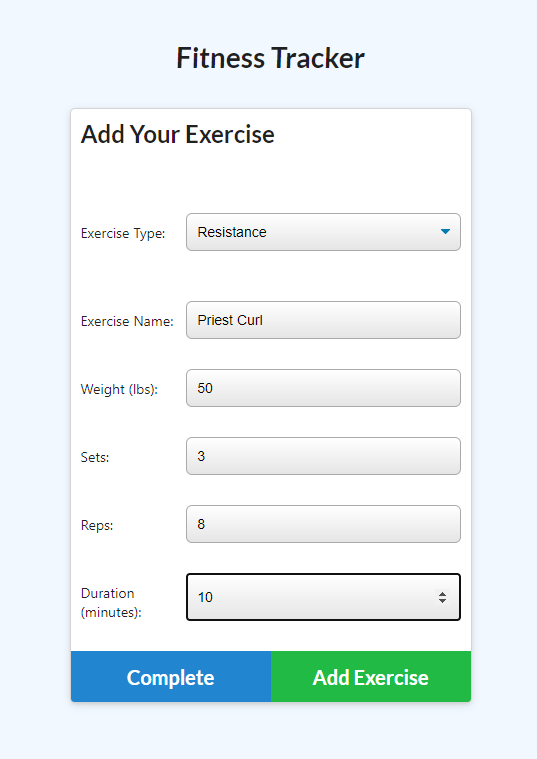 Fitness Tracker
Add Your Exercise
Exercise Type:
Resistance
Exercise Name:
Priest Curl
Weight (lbs):
50
Sets:
3
Reps:
8
Duration
(minutes):
10
Complete
Add Exercise